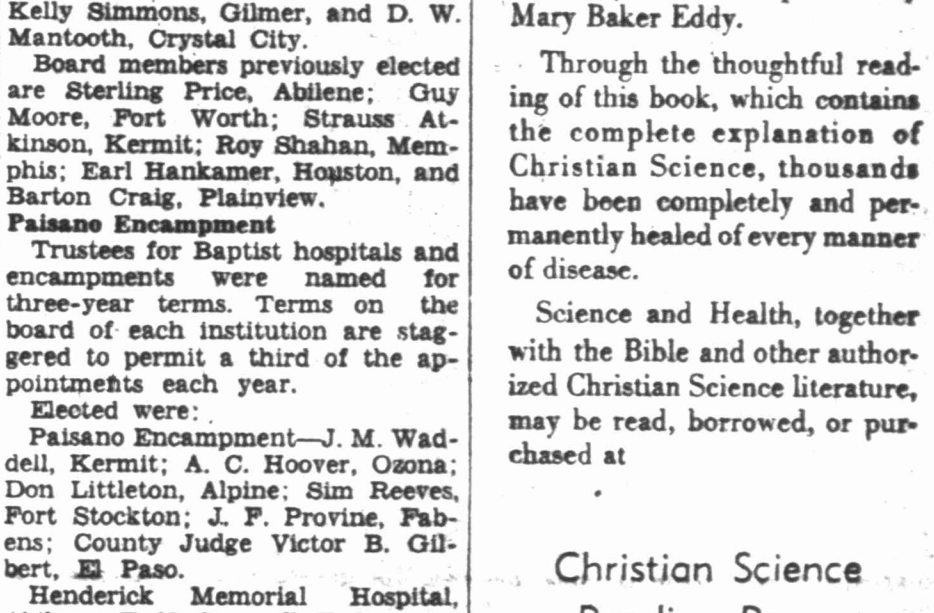 Kelly Simmons, Gilmer, and D. W.
Mantooth, Crystal City.
Board members previously elected
are Sterling Price, Abilene; Guy
Moore, Fort Worth; Strauss At-
kinson, Kermit; Roy Shahan, Mem-
phis; Earl Hankamer, Houston, and
Barton Craig, Plainview.
Paisano Encampment
Trustees for Baptist hospitals and
encampments were named for
three-year terms. Terms on the
board of each institution are stag-
gered to permit a third of the ap-
pointments each year.
Elected were:
Paisano Encampment—J. M. Wad-
dell, Kermit; A. C. Hoover, Ozona;
Don Littleton, Alpine; Sim Reeves,
Fort Stockton; J. F. Provine, Fab-
ens; County Judge Victor B. Gil-
bert, El Paso.
Henderick Memorial Hospital,
Mary Baker Eddy.
Through the thoughtful read-
ing of this book, which contains
the complete explanation of
Christian Science, thousands
have been completely and per-
manently healed of every manner
of disease.
Science and Health, together
with the Bible and other author-
ized Christian Science literature,
may be read, borrowed, or pur-
chased at
Christian Science